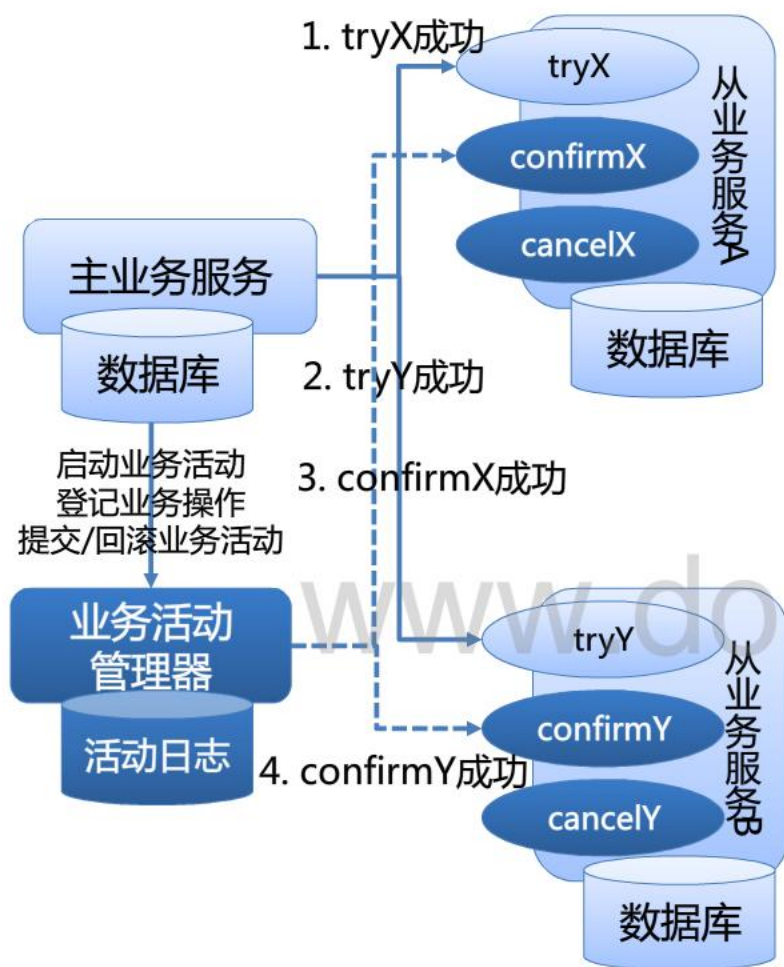 1. tryX成功
tryX
confirmX
cancelX
从业务服务A
数据库
主业务服务
数据库
2. tryY成功
启动业务活动
登记业务操作
提交/回滚业务活动
3. confirmX成功
www.do
业务活动
管理器
活动日志
4. confirmY成功
tryY
confirmY
cancelY
从业务服务B
数据库